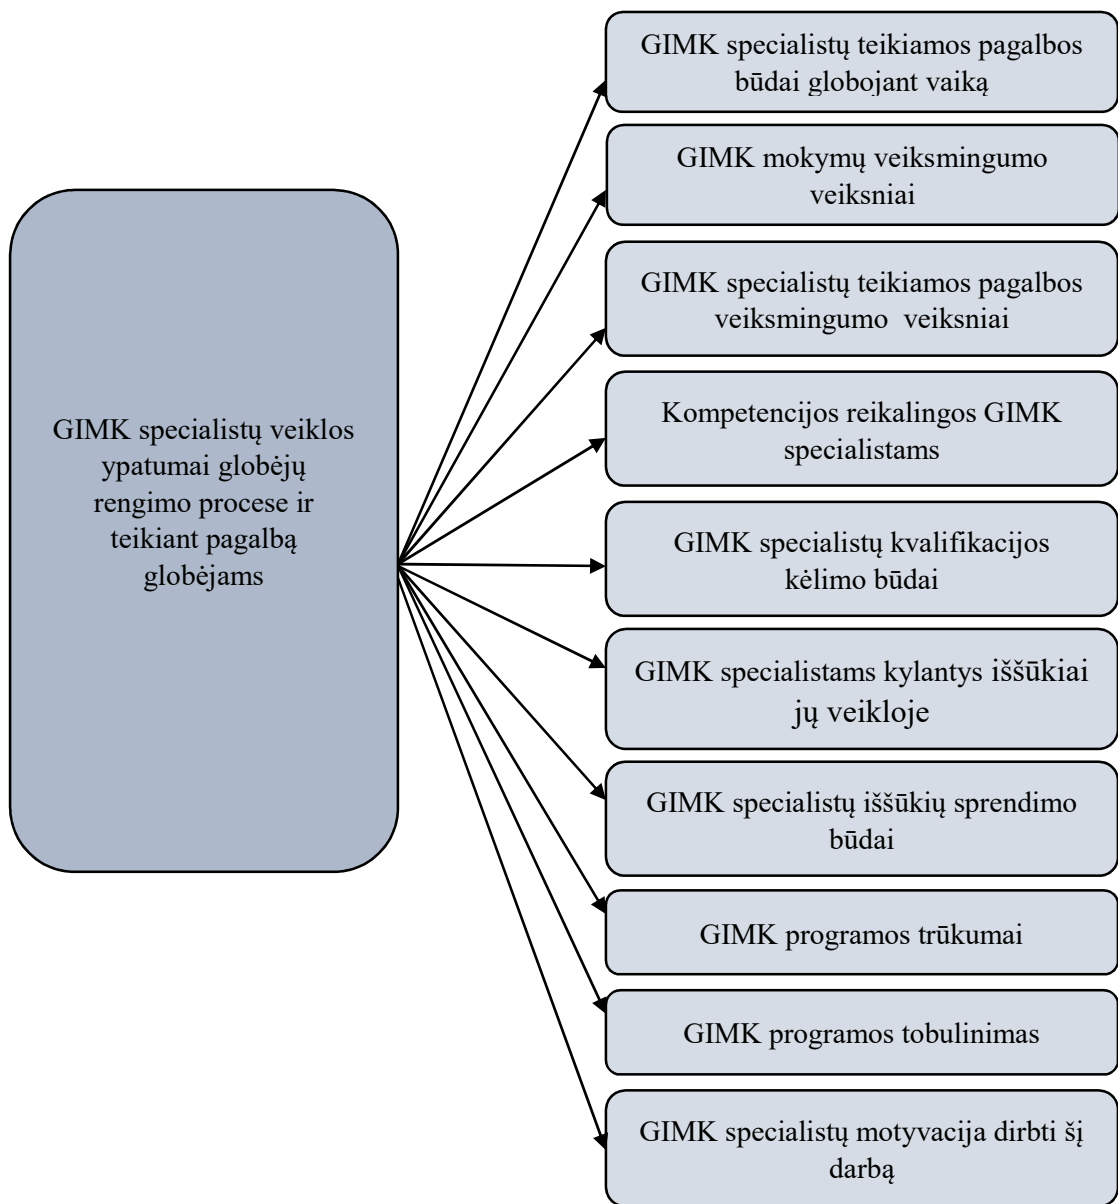 GIMK specialistų veiklos
ypatumai globėjų
rengimo procese ir
teikiant pagalbą
globėjams
GIMK specialistų teikiamos pagalbos
būdai globojant vaiką
GIMK mokymų veiksmingumo
veiksniai
GIMK specialistų teikiamos pagalbos
veiksmingumo veiksniai
Kompetencijos reikalingos GIMK
specialistams
GIMK specialistų kvalifikacijos
kėlimo būdai
GIMK specialistams kylantys iššūkiai
jų veikloje
GIMK specialistų iššūkių sprendimo
būdai
GIMK programos trūkumai
GIMK programos tobulinimas
GIMK specialistų motyvacija dirbti šį
darbą